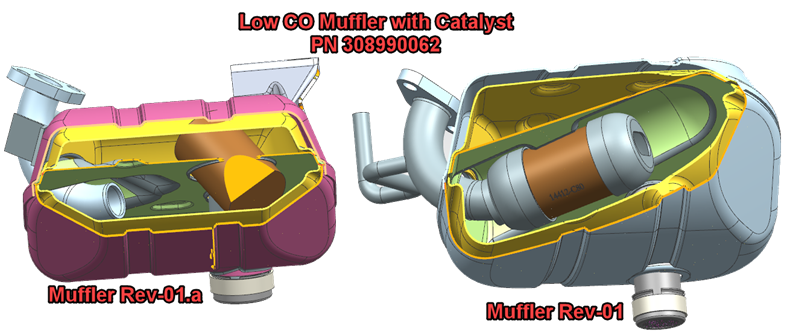 Low CO Muffler with Catalyst
PN 308990062
Muffler Rev-01.a
Muffler Rev-01